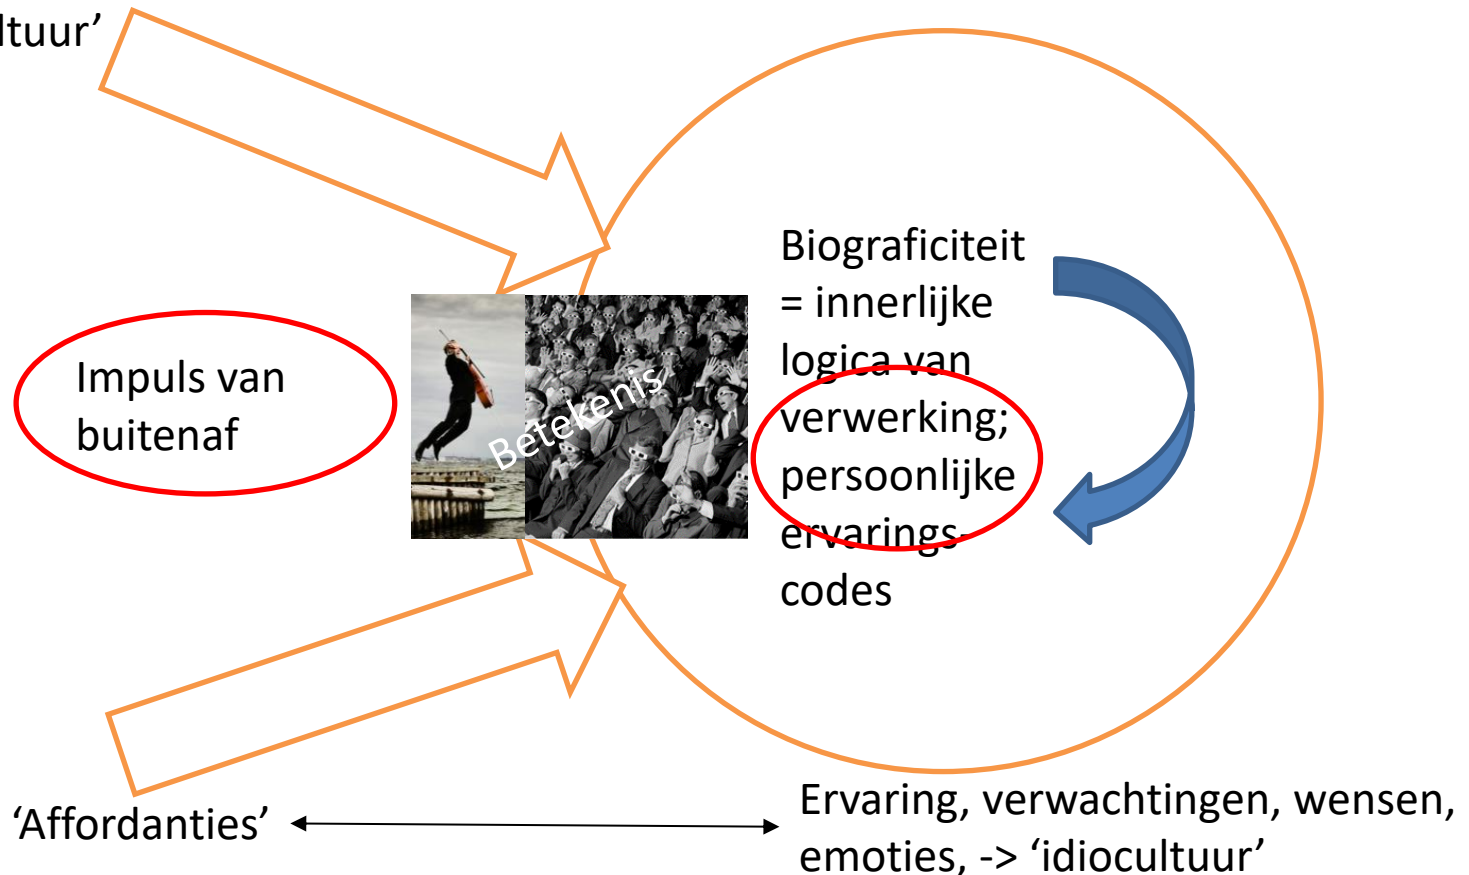 ltuur’
Impuls van
buitenaf
Betekenis
Biograficiteit
= innerlijke
logica van
verwerking;
persoonlijke
ervarings-
codes
‘Affordanties’
Ervaring, verwachtingen, wensen,
emoties, -> ‘idiocultuur’